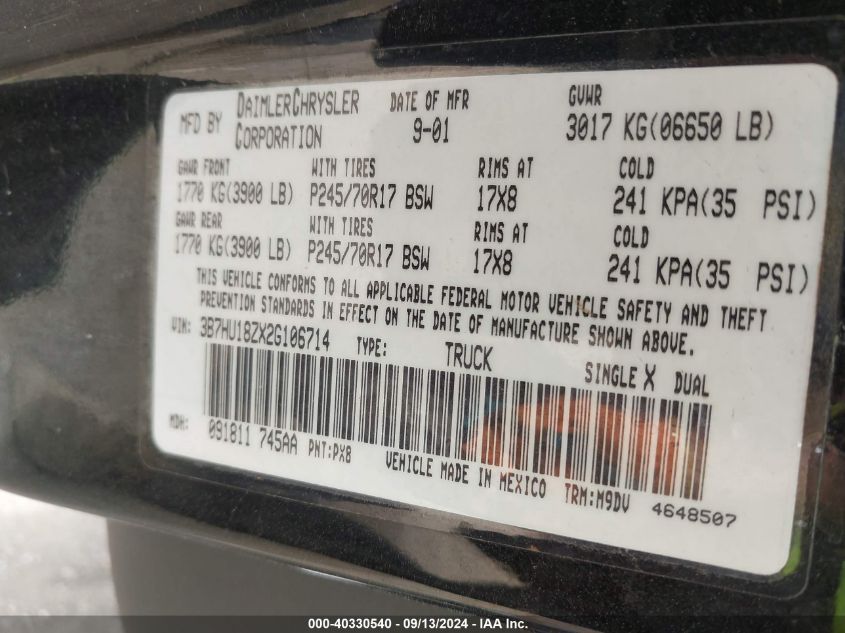 MFD BY DAIMLERCHRYSLER CORPORATION DATE OF MFR 9-01 GVWR 3017 KG(06650 LB)
GAWR FRONT WITH TIRES RIMS AT COLD
1770 KG(3900 LB) P245/70R17 BSW 17X8 241 KPA(35 PSI)
GAWR REAR WITH TIRES RIMS AT COLD
1770 KG(3900 LB) P245/70R17 BSW 17X8 241 KPA(35 PSI)
THIS VEHICLE CONFORMS TO ALL APPLICABLE FEDERAL MOTOR VEHICLE SAFETY AND THEFT
PREVENTION STANDARDS IN EFFECT ON THE DATE OF MANUFACTURE SHOWN ABOVE.
VIN: 3B7HU18ZX2G106714 TYPE: TRUCK SINGLE X DUAL
MDH: 091811 745AA PNT:PX8 VEHICLE MADE IN MEXICO TRM:M9DV 4648507
000-40330540 - 09/13/2024 - IAA Inc.